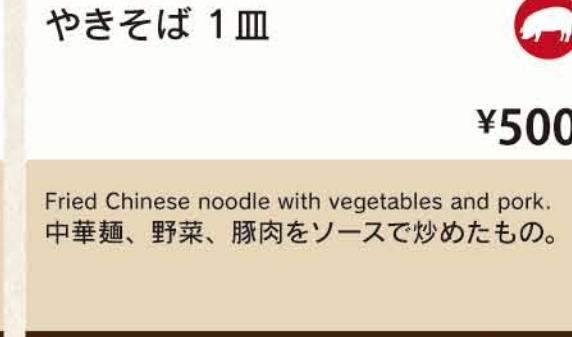 やきそば 1皿
¥500
Fried Chinese noodle with vegetables and pork.
中華麺、野菜、豚肉をソースで炒めたもの。